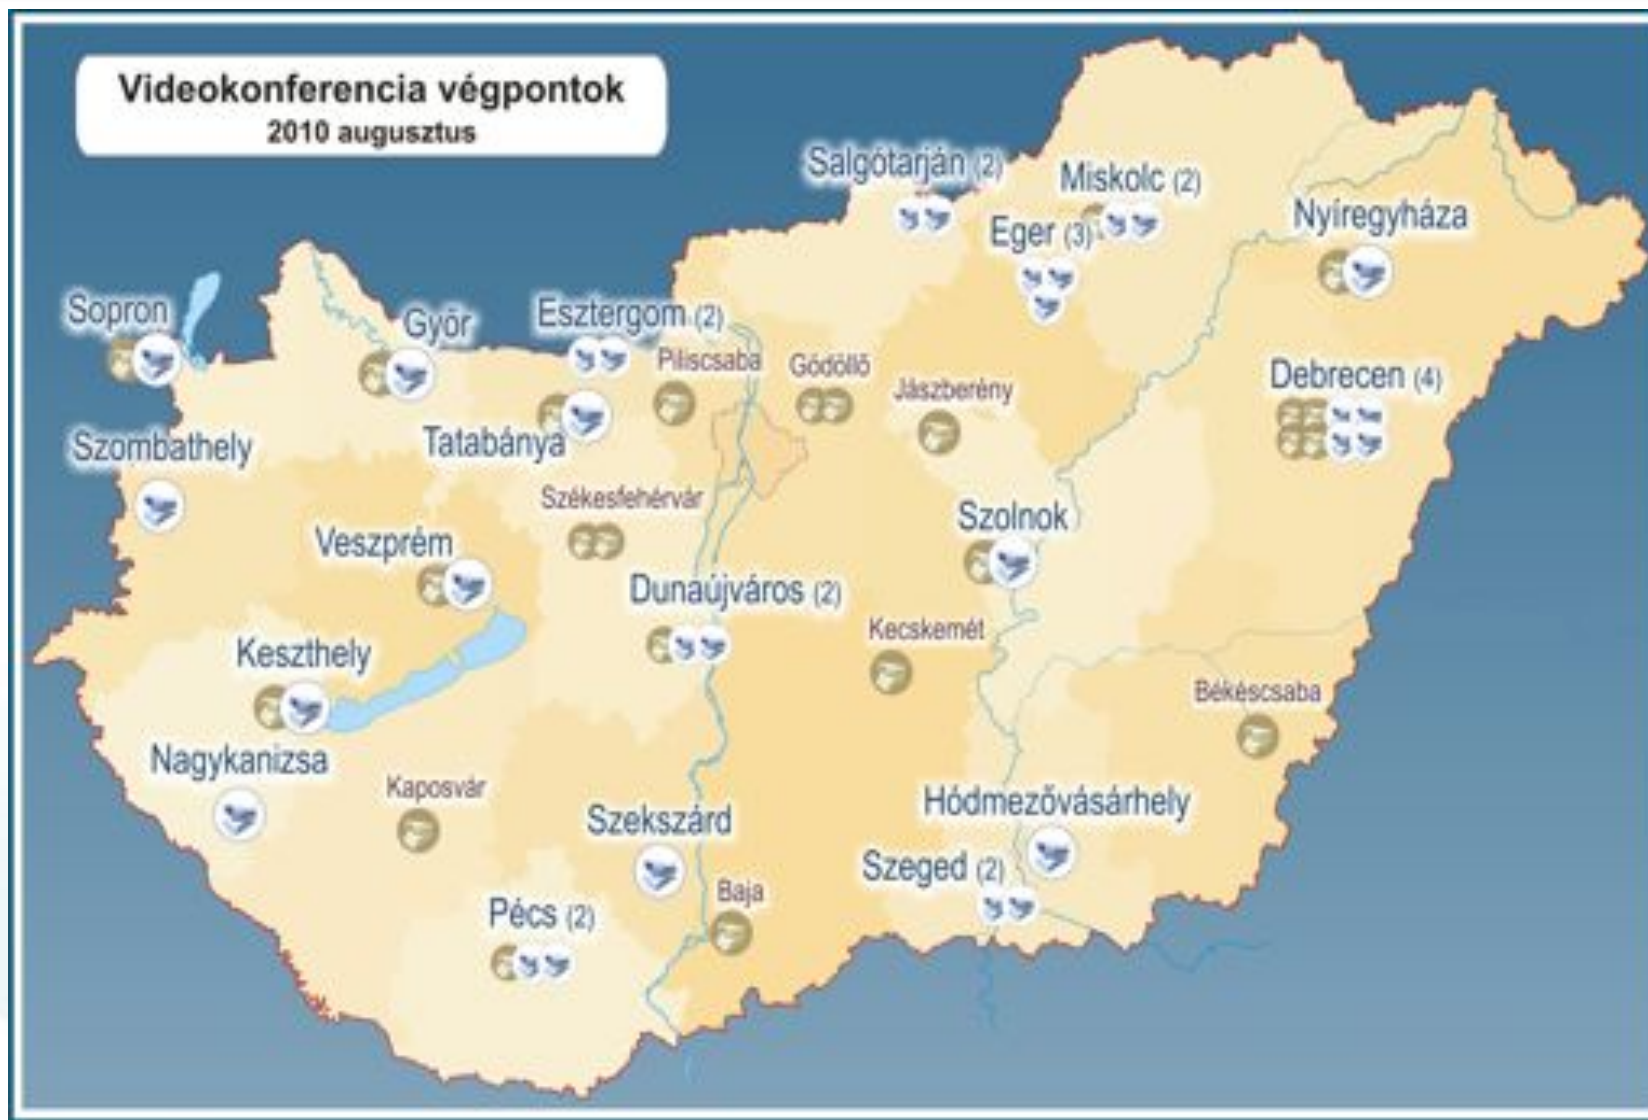 Videokonferencia végpontok
2010 augusztus
Salgótarján (2)
Miskolc (2)
Nyíregyháza
Eger (3)
Sopron
Győr
Esztergom (2)
Piliscsaba
Gödöllő
Jászberény
Debrecen (4)
Tatabánya
Szombathely
Székesfehérvár
Szolnok
Veszprém
Dunaújváros (2)
Kecskemét
Keszthely
Békéscsaba
Nagykanizsa
Kaposvár
Szekszárd
Hódmezővásárhely
Szeged (2)
Baja
Pécs (2)